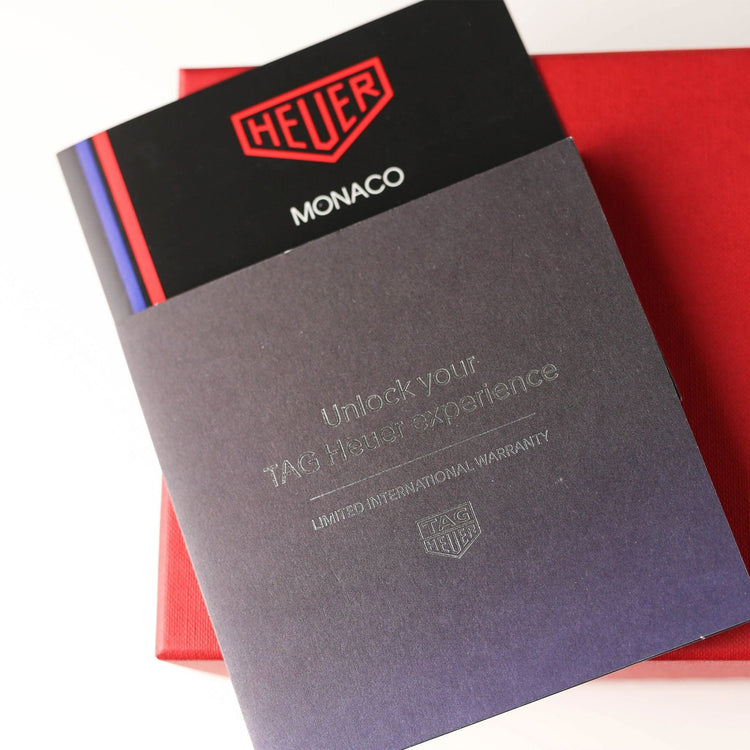 HEUER
MONACO
Unlock your
TAG Heuer experience
LIMITED INTERNATIONAL WARRANTY
TAG
HEUER